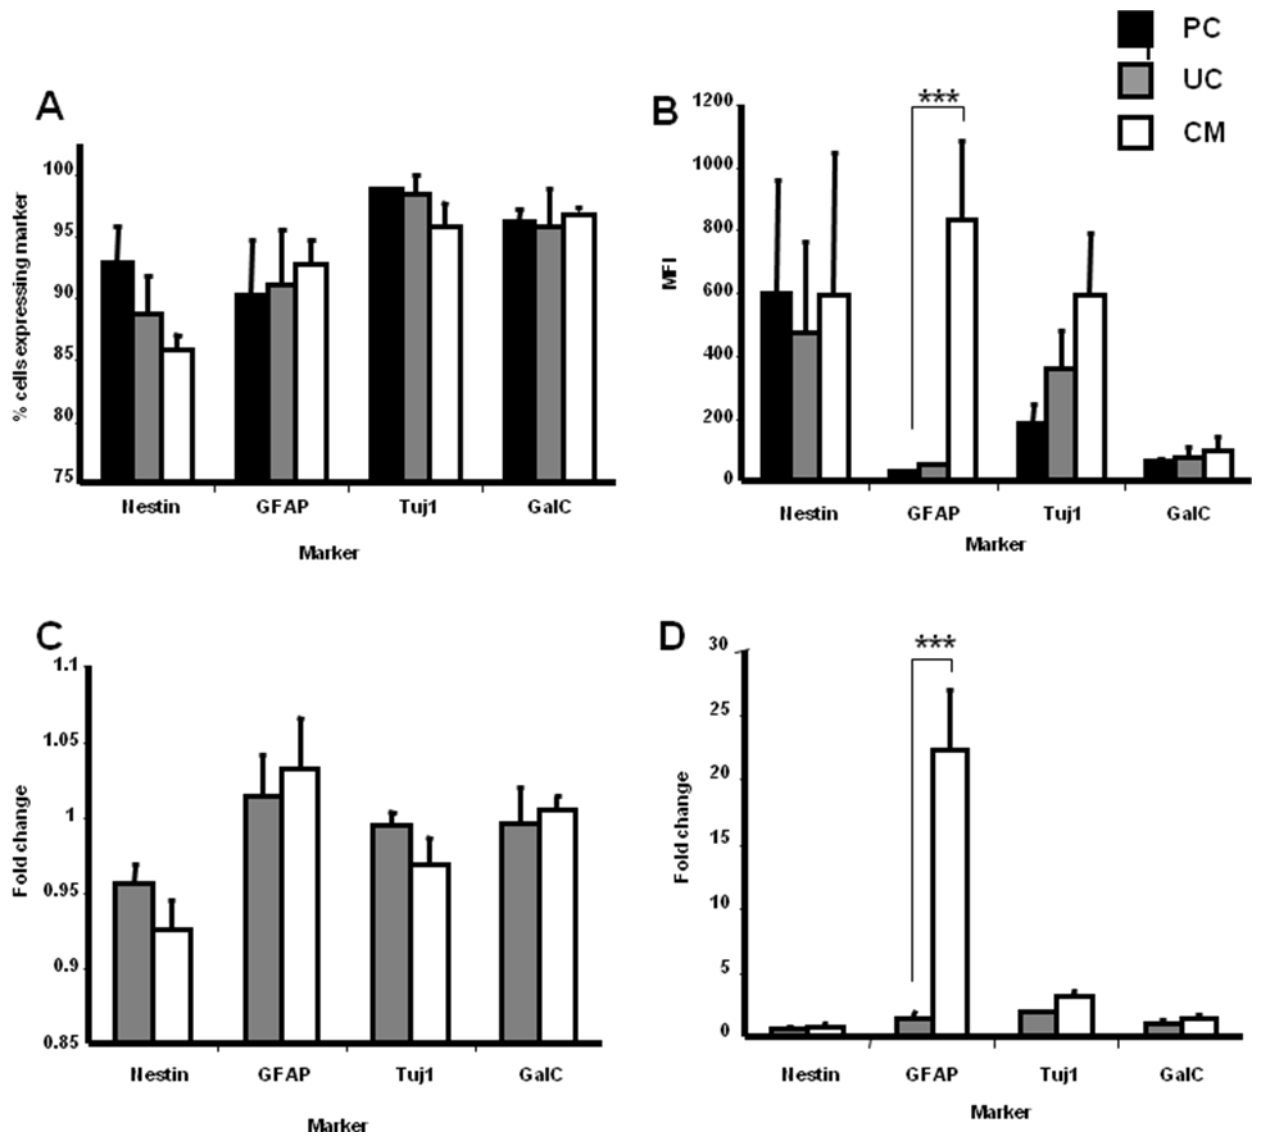 PC
UC
CM
A
% cells expressing marker
100
95
90
85
80
75
Nestin GFAP Tuj1 GalC
Marker
B
***
MFI
1200
1000
800
600
400
200
0
Nestin GFAP Tuj1 GalC
Marker
C
Fold change
1.1
1.05
1
0.95
0.9
0.85
Nestin GFAP Tuj1 GalC
Marker
D
***
Fold change
30
25
20
15
10
5
0
Nestin GFAP Tuj1 GalC
Marker